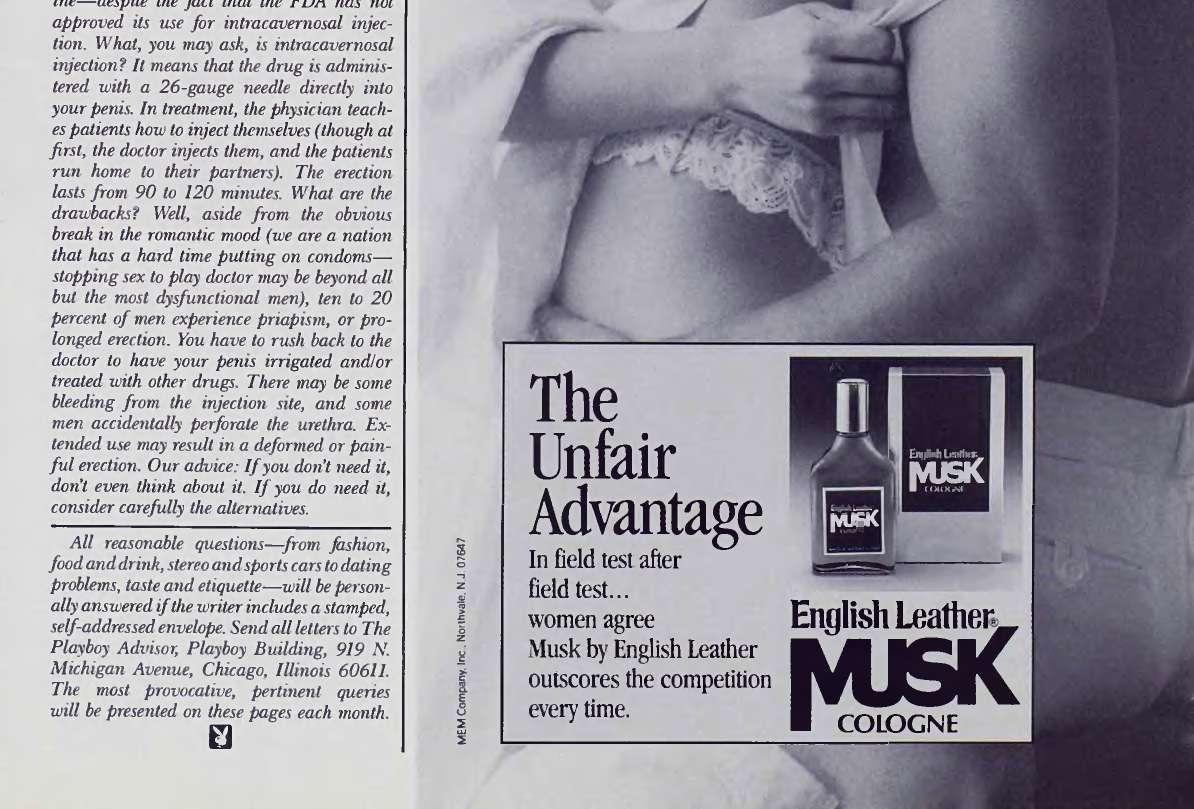 the—despite the fact that the FDA has not
approved its use for intracavernosal injec-
tion. What, you may ask, is intracavernosal
injection? It means that the drug is adminis-
tered with a 26-gauge needle directly into
your penis. In treatment, the physician teach-
es patients how to inject themselves (though at
first, the doctor injects them, and the patients
run home to their partners). The erection
lasts from 90 to 120 minutes. What are the
drawbacks? Well, aside from the obvious
break in the romantic mood (we are a nation
that has a hard time putting on condoms—
stopping sex to play doctor may be beyond all
but the most dysfunctional men), ten to 20
percent of men experience priapism, or pro-
longed erection. You have to rush back to the
doctor to have your penis irrigated and/or
treated with other drugs. There may be some
bleeding from the injection site, and some
men accidentally perforate the urethra. Ex-
tended use may result in a deformed or pain-
ful erection. Our advice: If you don't need it,
don't even think about it. If you do need it,
consider carefully the alternatives.
All reasonable questions—from fashion,
food and drink, stereo and sports cars to dating
problems, taste and etiquette—will be person-
ally answered if the writer includes a stamped,
self-addressed envelope. Send all letters to The
Playboy Advisor, Playboy Building, 919 N.
Michigan Avenue, Chicago, Illinois 60611.
The most provocative, pertinent queries
will be presented on these pages each month.
MEM Company, Inc., Northvale, N.J. 07647
The
Unfair
Advantage
In field test after
field test...
women agree
Musk by English Leather
outscores the competition
every time.
English Leather
MUSK
COLOGNE
MUSK
English Leather®
MUSK
COLOGNE